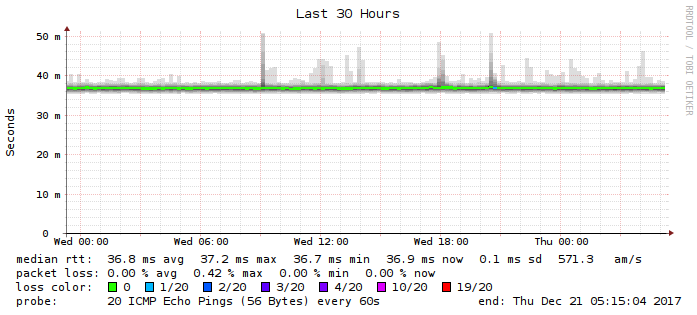 Last 30 Hours
RRDTOOL / TOBI OETIKER
Seconds
50 m
40 m
30 m
20 m
10 m
0
Wed 00:00 Wed 06:00 Wed 12:00 Wed 18:00 Thu 00:00
median rtt: 36.8 ms avg 37.2 ms max 36.7 ms min 36.9 ms now 0.1 ms sd 571.3 am/s
packet loss: 0.00 % avg 0.42 % max 0.00 % min 0.00 % now
loss color: 0 1/20 2/20 3/20 4/20 10/20 19/20
probe: 20 ICMP Echo Pings (56 Bytes) every 60s end: Thu Dec 21 05:15:04 2017